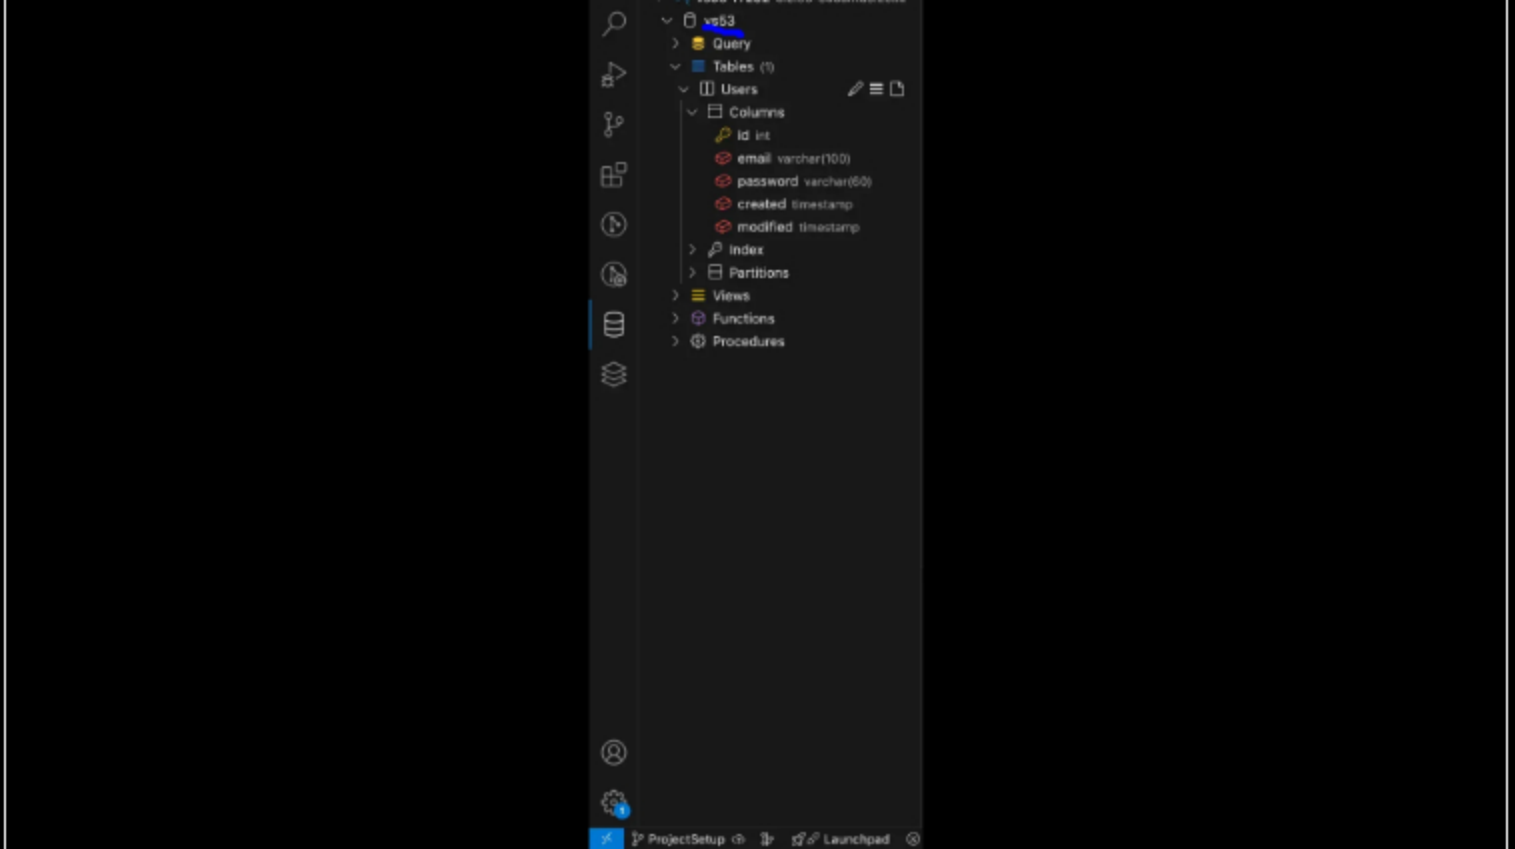 vs53
Query
Tables (1)
Users
Columns
id int
email varchar(100)
password varchar(60)
created timestamp
modified timestamp
Index
Partitions
Views
Functions
Procedures
1
ProjectSetup Launchpad